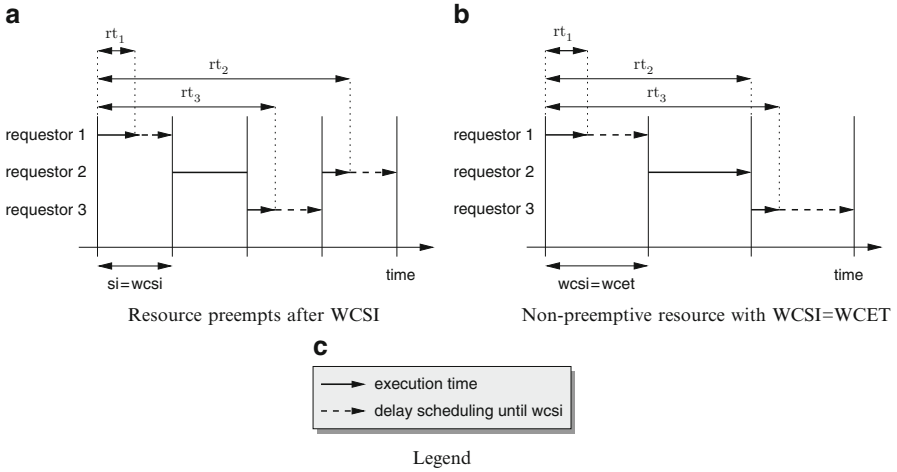 a
rt₁
rt₂
rt₃
requestor 1
requestor 2
requestor 3
time
si=wcsi
Resource preempts after WCSI
b
rt₁
rt₂
rt₃
requestor 1
requestor 2
requestor 3
time
wcsi=wcet
Non-preemptive resource with WCSI=WCET
c
execution time
delay scheduling until wcsi
Legend